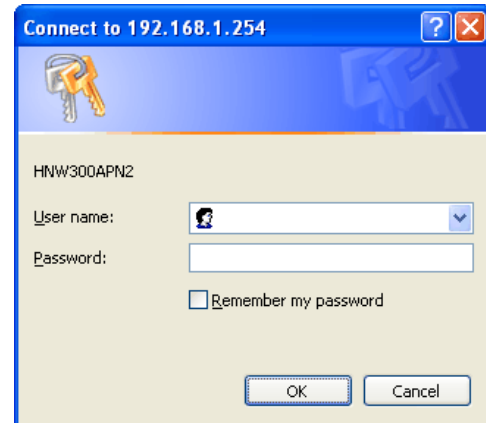 Connect to 192.168.1.254
HNW300APN2
User name:
Password:
Remember my password
OK Cancel